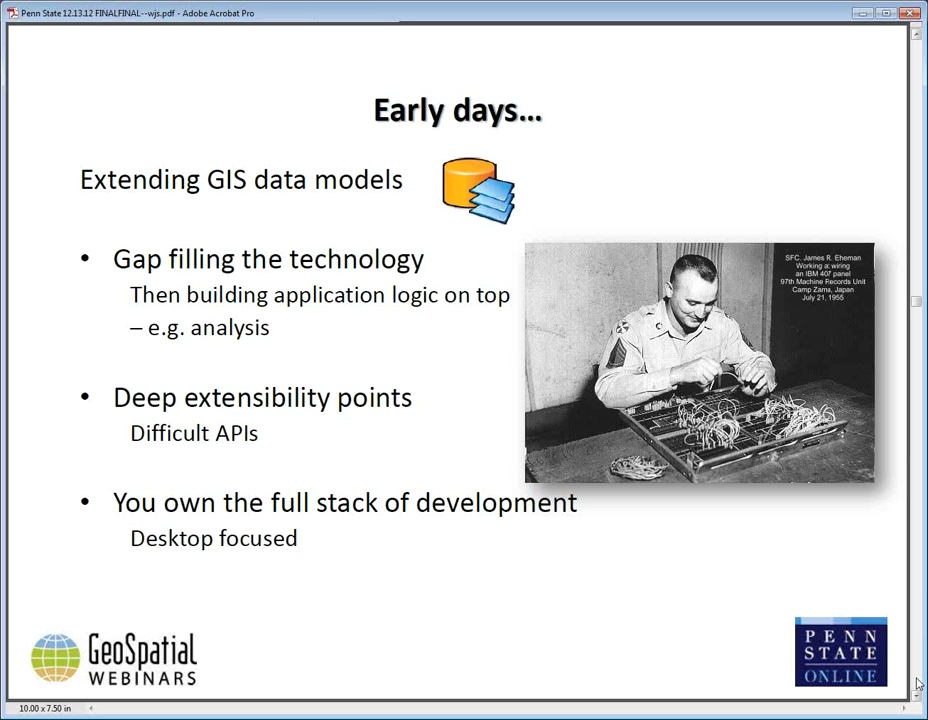 Penn State 12.13.12 FINALFINAL--wjs.pdf - Adobe Acrobat Pro
Early days...
Extending GIS data models
• Gap filling the technology
Then building application logic on top
– e.g. analysis
SFC. James R. Eheman
Working a: wiring
an IBM 407 panel
97th Machine Records Unit
Camp Zama, Japan
July 21, 1955
• Deep extensibility points
Difficult APIs
• You own the full stack of development
Desktop focused
GeoSpatial
WEBINARS
PENN
STATE
ONLINE
10.00 x 7.50 in